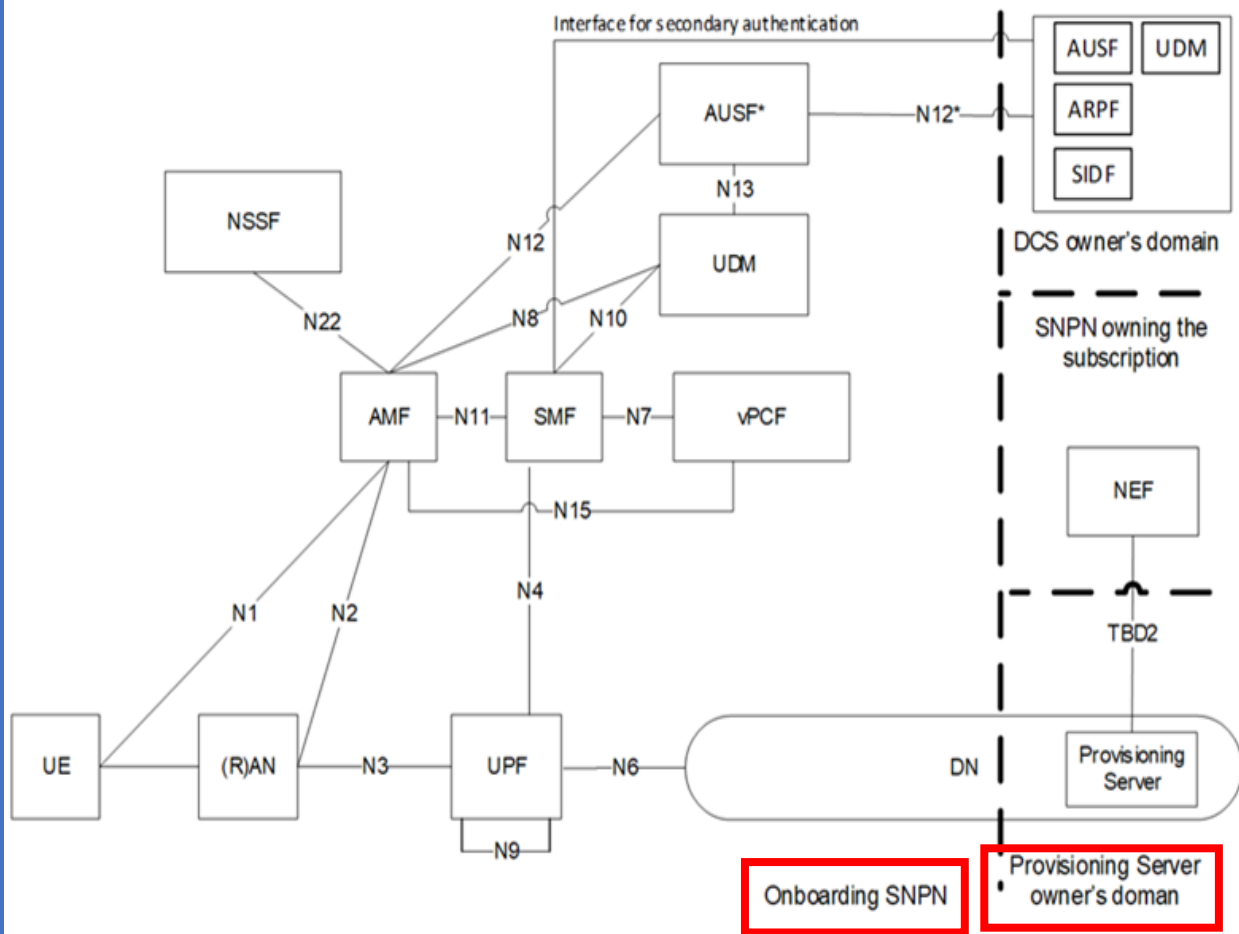 Interface for secondary authentication
AUSF
UDM
AUSF*
N12*
ARPF
SIDF
N13
NSSF
N12
UDM
DCS owner's domain
N22
N8
N10
SNPN owning the
subscription
AMF
N11
SMF
N7
vPCF
NEF
N15
N4
N1
N2
TBD2
UE
(R)AN
N3
UPF
N6
DN
Provisioning
Server
N9
Onboarding SNPN
Provisioning Server
owner's doman